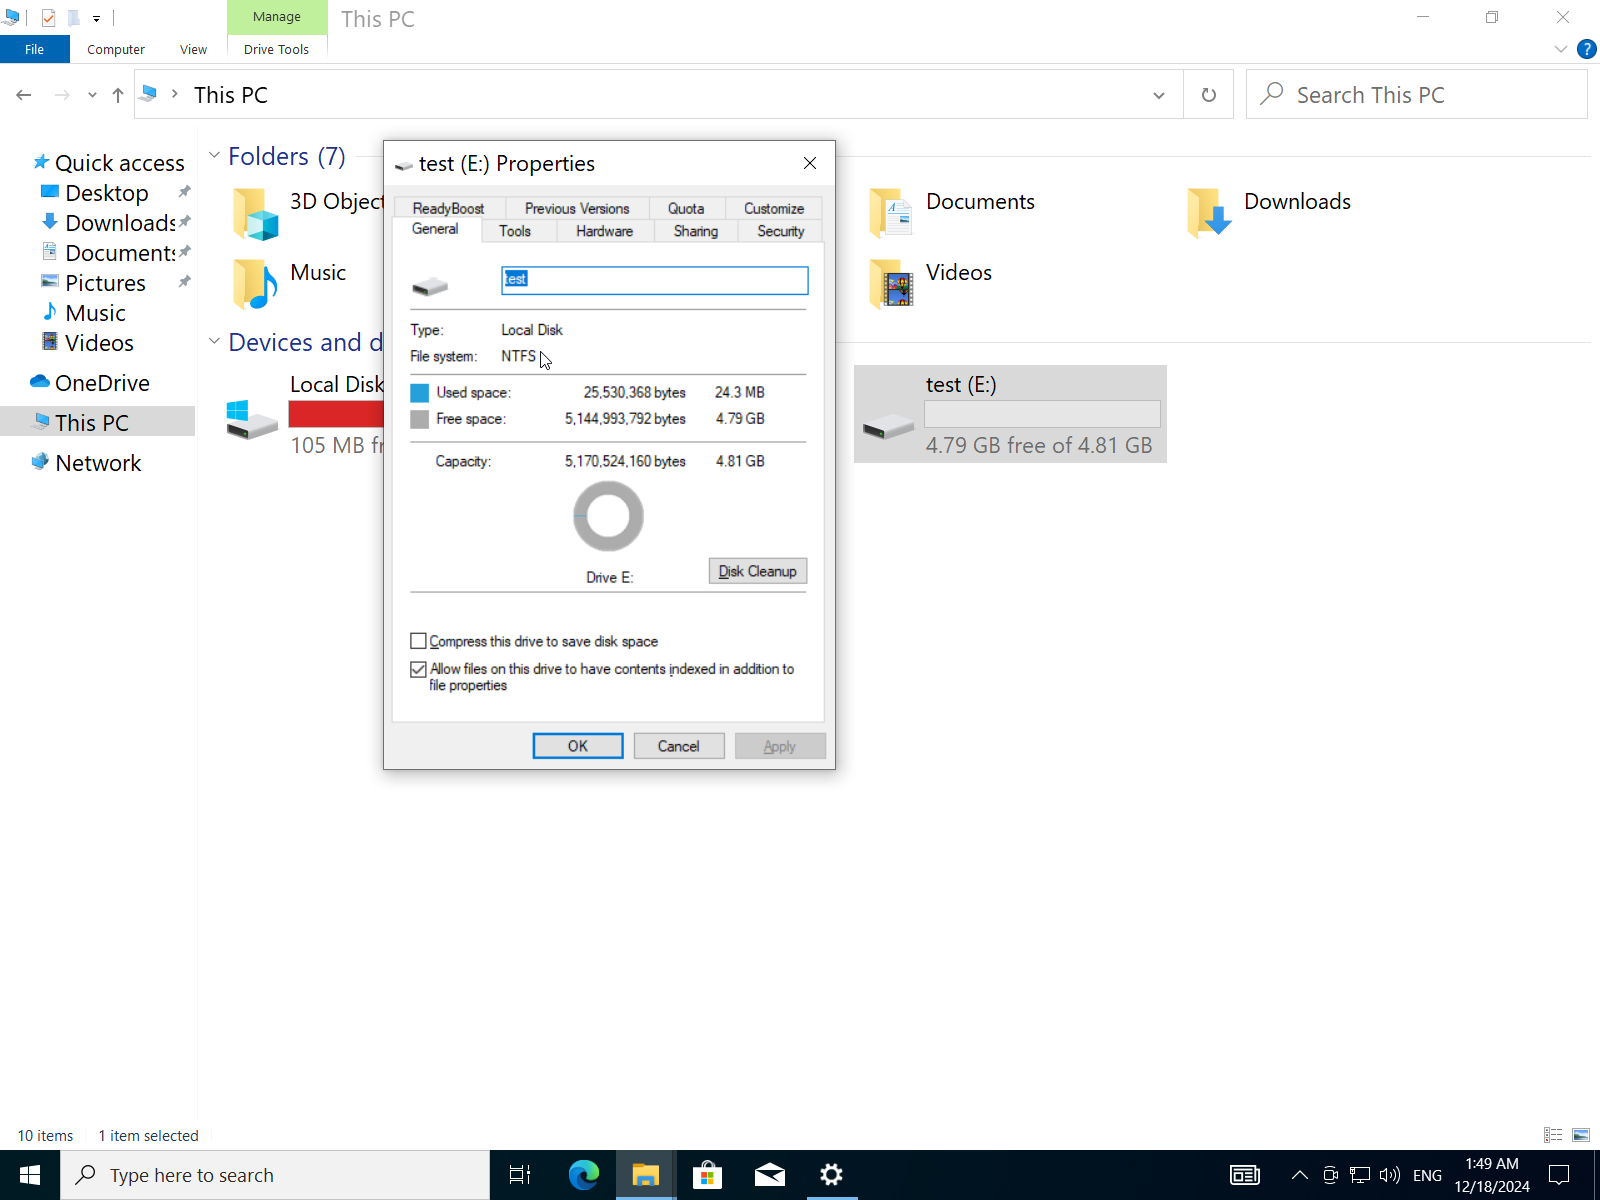 Manage
This PC
File
Computer
View
Drive Tools
?
This PC
Search This PC
Quick access
Desktop
Downloads
Documents
Pictures
Music
Videos
OneDrive
This PC
Network
Folders (7)
3D Object
Documents
Downloads
Music
Videos
Devices and d
Local Disk
105 MB fr
test (E:)
4.79 GB free of 4.81 GB
test (E:) Properties
ReadyBoost
Previous Versions
Quota
Customize
General
Tools
Hardware
Sharing
Security
test
Type: Local Disk
File system: NTFS
Used space: 25,530,368 bytes 24.3 MB
Free space: 5,144,993,792 bytes 4.79 GB
Capacity: 5,170,524,160 bytes 4.81 GB
Drive E:
Disk Cleanup
Compress this drive to save disk space
Allow files on this drive to have contents indexed in addition to
file properties
OK
Cancel
Apply
10 items
1 item selected
Type here to search
ENG
1:49 AM
12/18/2024